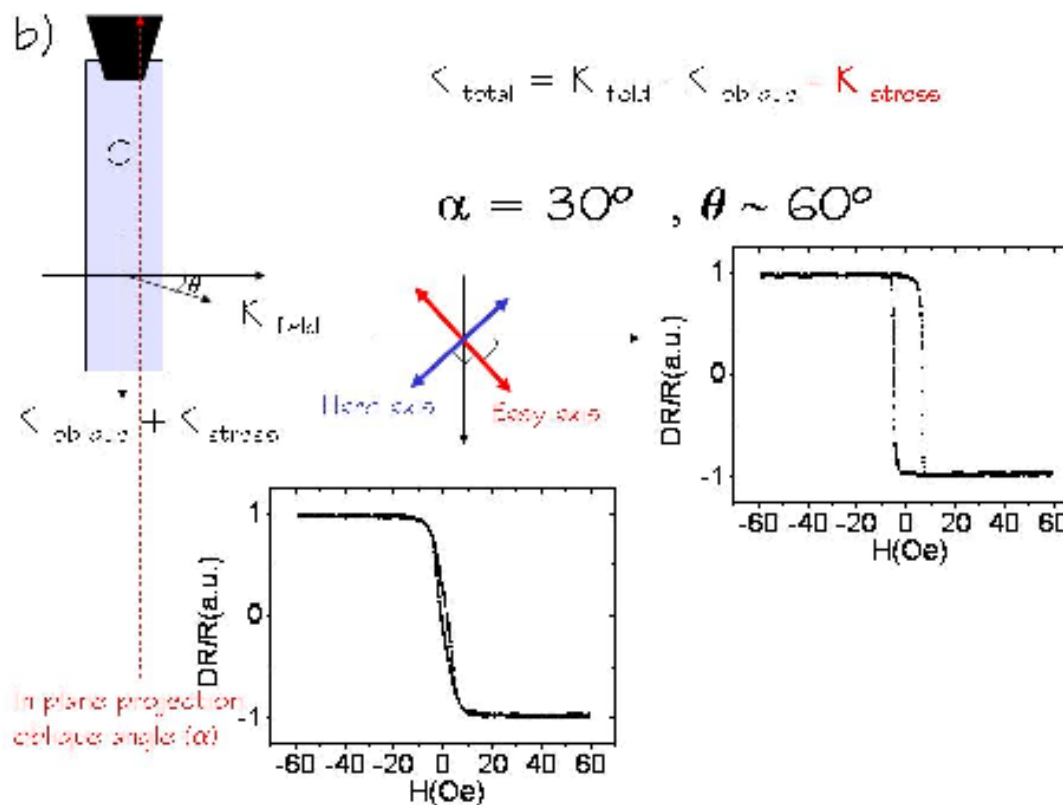 b)
K total = K field K oblique - K stress
C
α = 30º , θ ~ 60º
θ
K field
K oblique + K stress
Hard axis
Easy axis
DR/R(a.u.)
1
0
-1
-60 -40 -20 0 20 40 60
H(Oe)
DR/R(a.u.)
1
0
-1
-60 -40 -20 0 20 40 60
H(Oe)
In plane projection
oblique angle (α)